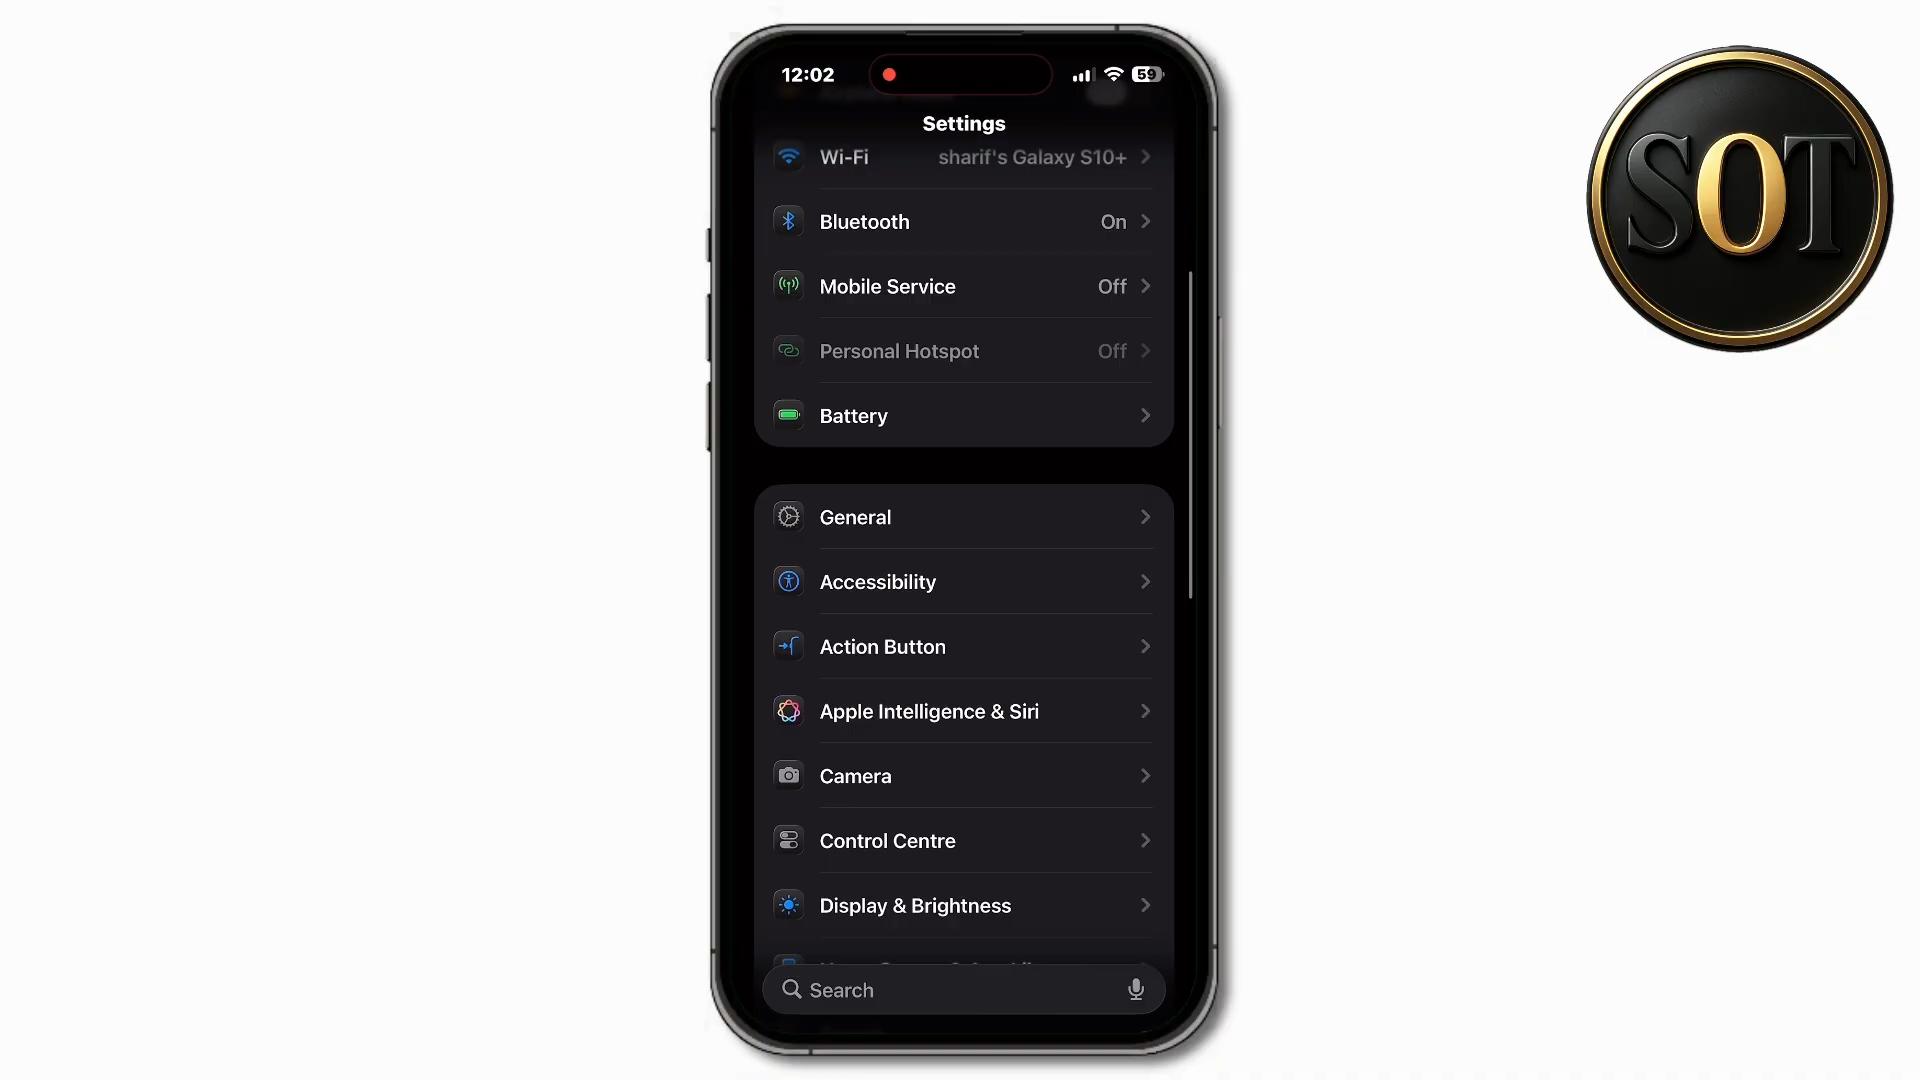 12:02
59
Settings
Wi-Fi sharif's Galaxy S10+
Bluetooth On
Mobile Service Off
Personal Hotspot Off
Battery
General
Accessibility
Action Button
Apple Intelligence & Siri
Camera
Control Centre
Display & Brightness
Search
SOT